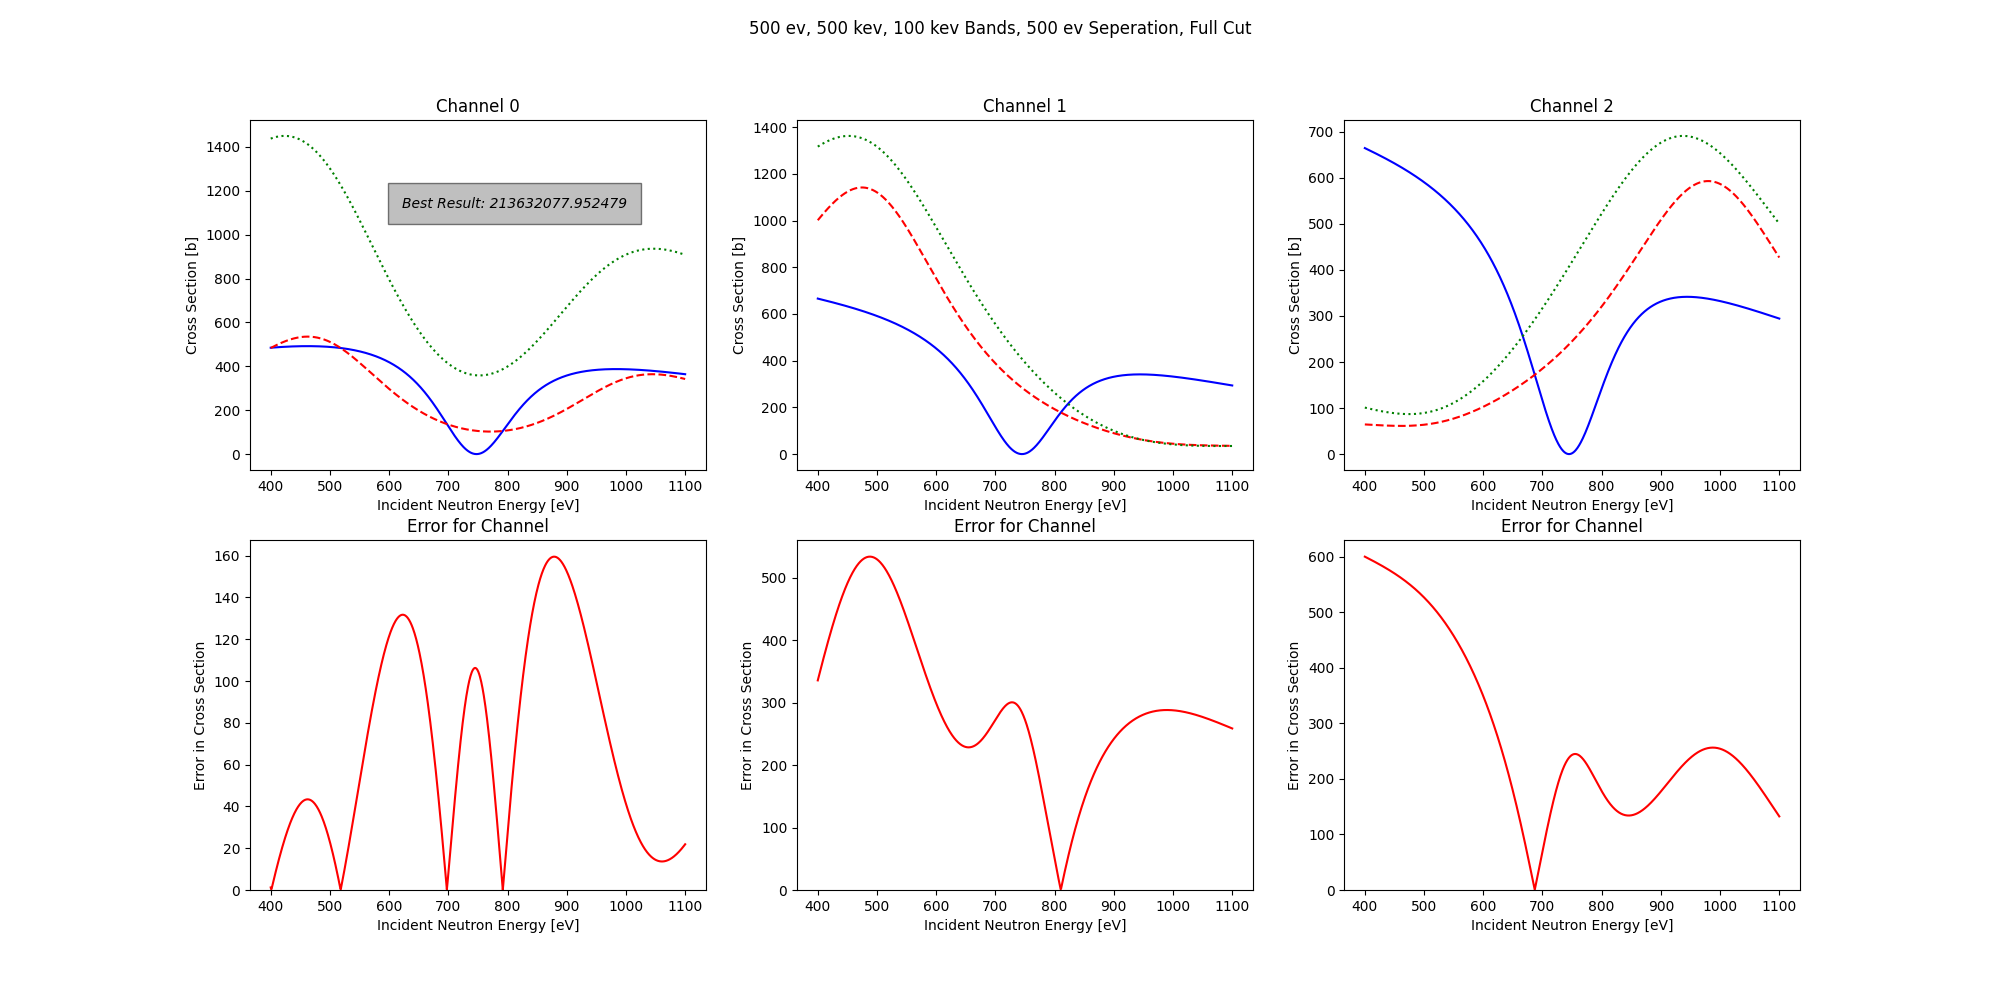 500 ev, 500 kev, 100 kev Bands, 500 ev Seperation, Full Cut
Channel 0
Cross Section [b]
1400
1200
1000
800
600
400
200
0
Best Result: 213632077.952479
400 500 600 700 800 900 1000 1100
Incident Neutron Energy [eV]
Channel 1
Cross Section [b]
1400
1200
1000
800
600
400
200
0
400 500 600 700 800 900 1000 1100
Incident Neutron Energy [eV]
Channel 2
Cross Section [b]
700
600
500
400
300
200
100
0
400 500 600 700 800 900 1000 1100
Incident Neutron Energy [eV]
Error for Channel
Error in Cross Section
160
140
120
100
80
60
40
20
0
400 500 600 700 800 900 1000 1100
Incident Neutron Energy [eV]
Error for Channel
Error in Cross Section
500
400
300
200
100
0
400 500 600 700 800 900 1000 1100
Incident Neutron Energy [eV]
Error for Channel
Error in Cross Section
600
500
400
300
200
100
0
400 500 600 700 800 900 1000 1100
Incident Neutron Energy [eV]